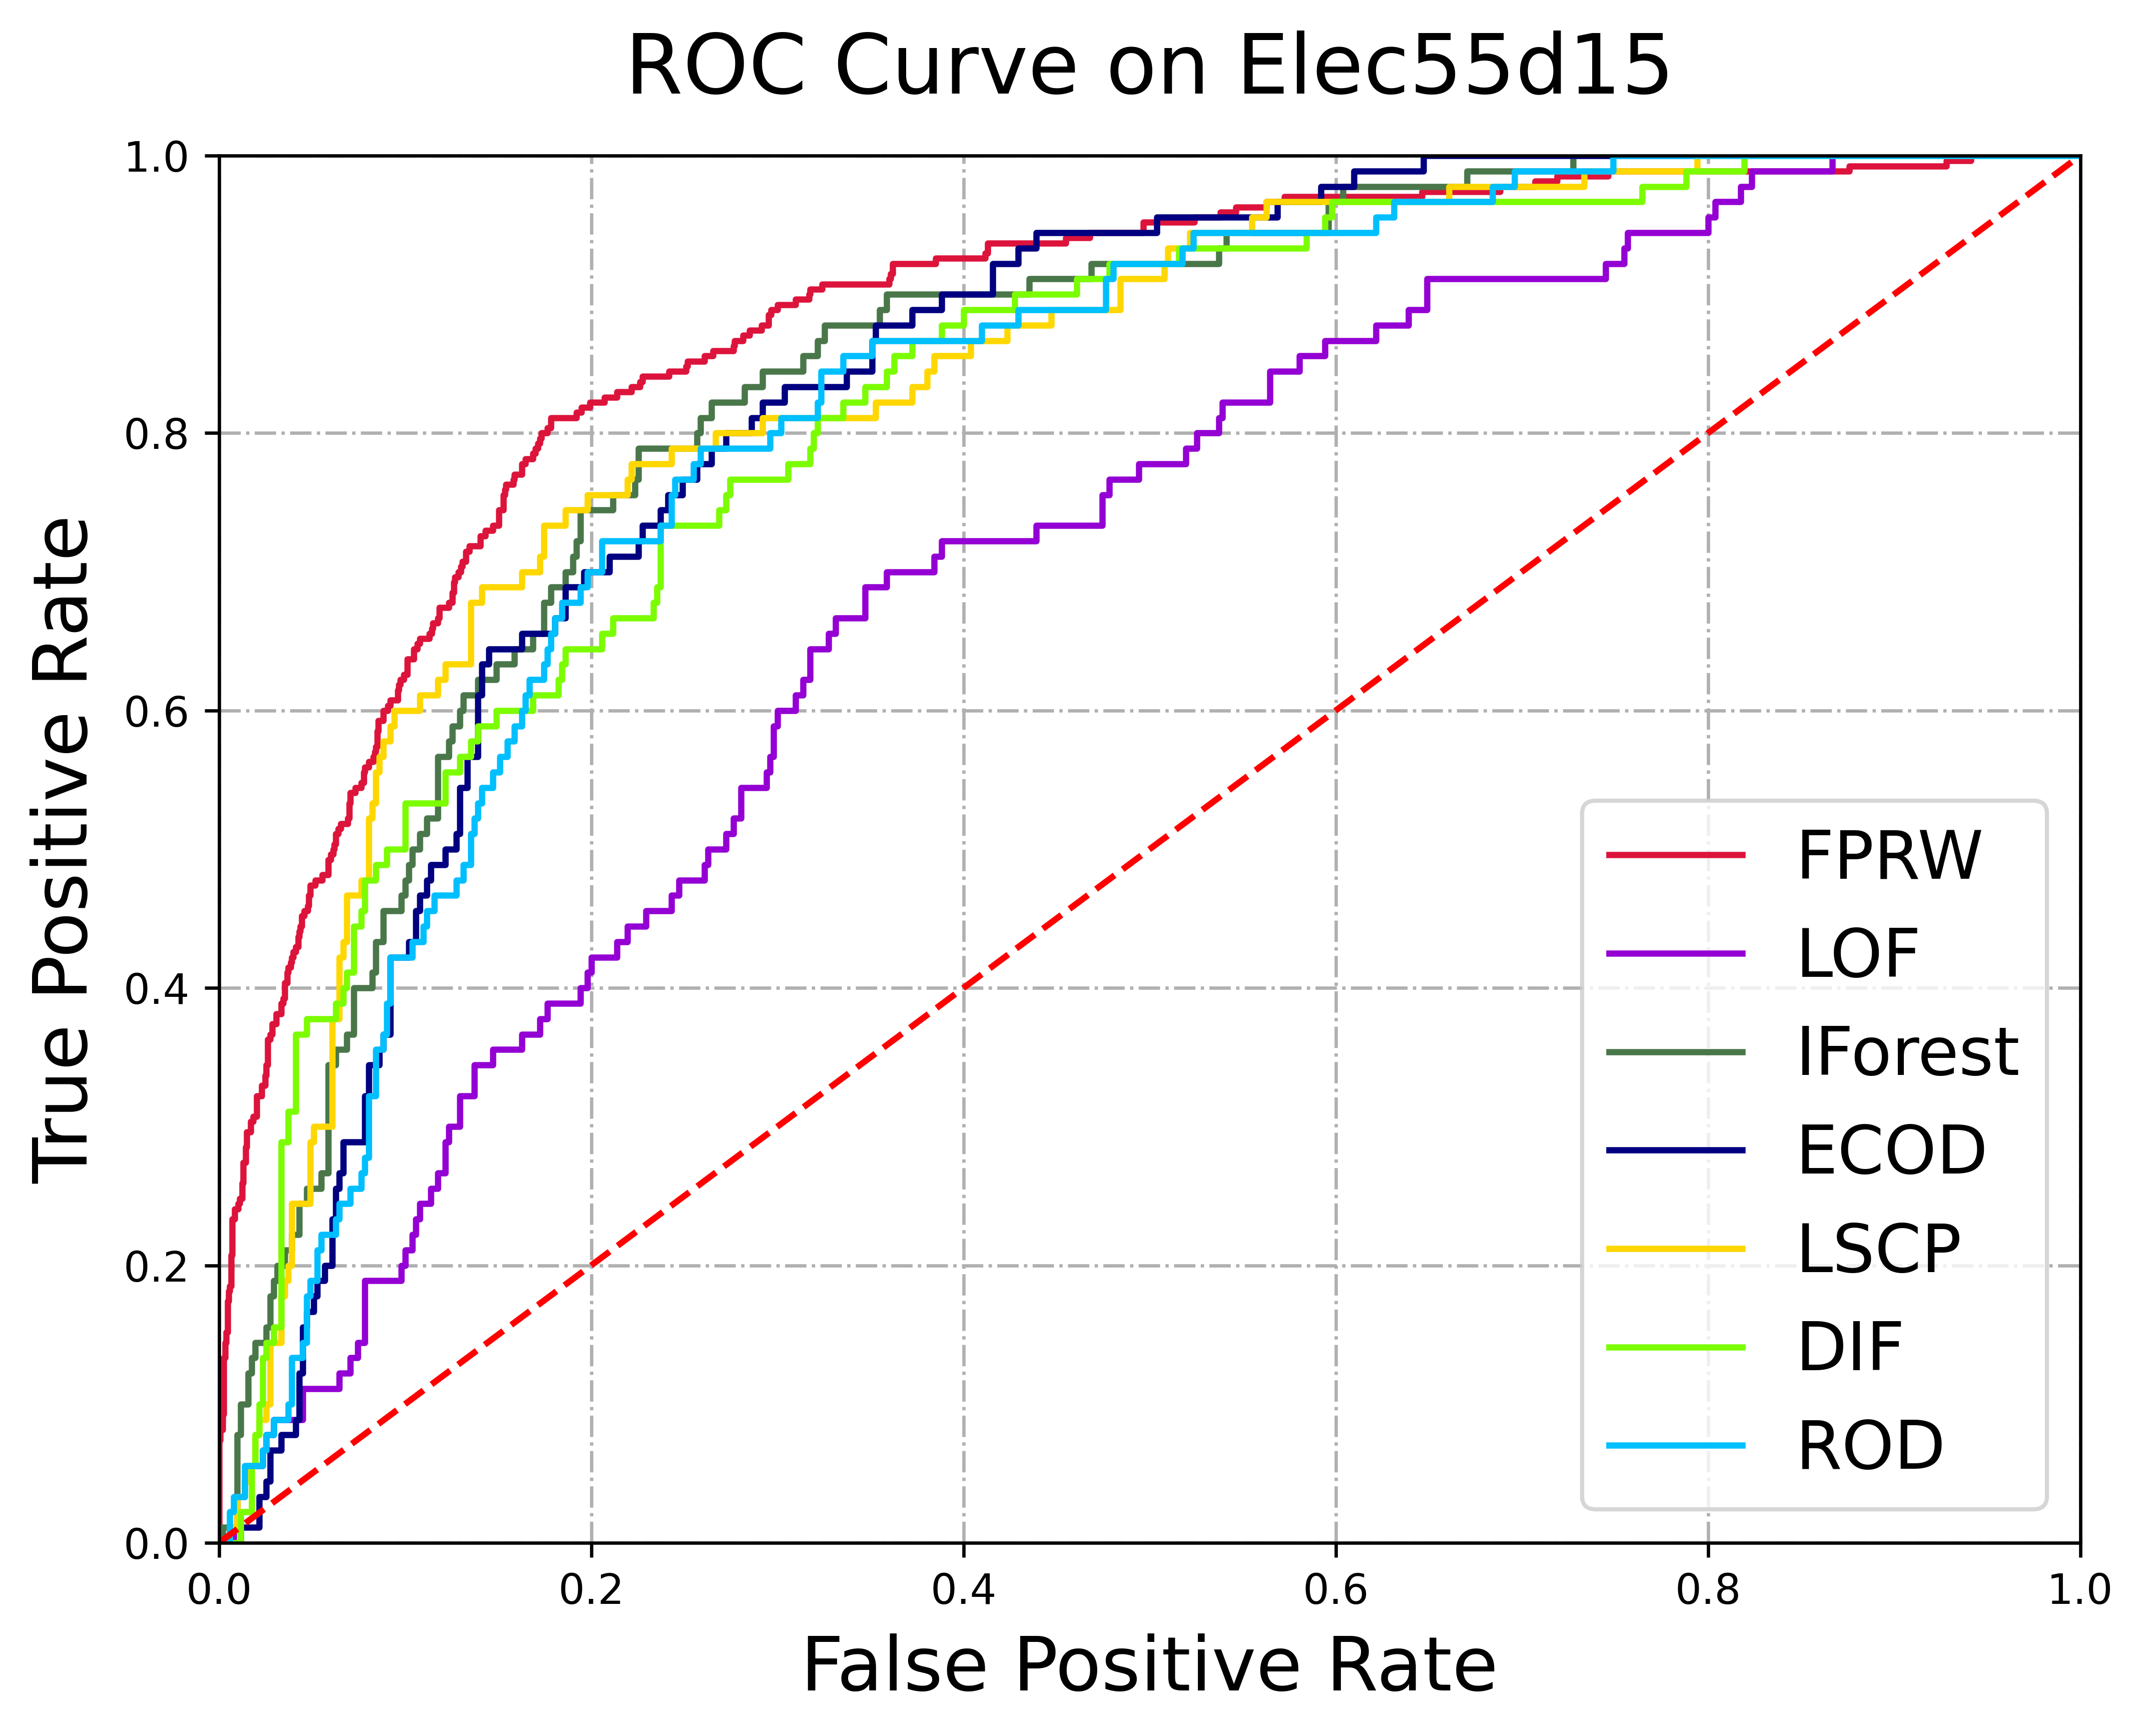 ROC Curve on Elec55d15
True Positive Rate
1.0
0.8
0.6
0.4
0.2
0.0
0.0 0.2 0.4 0.6 0.8 1.0
False Positive Rate
FPRW
LOF
IForest
ECOD
LSCP
DIF
ROD